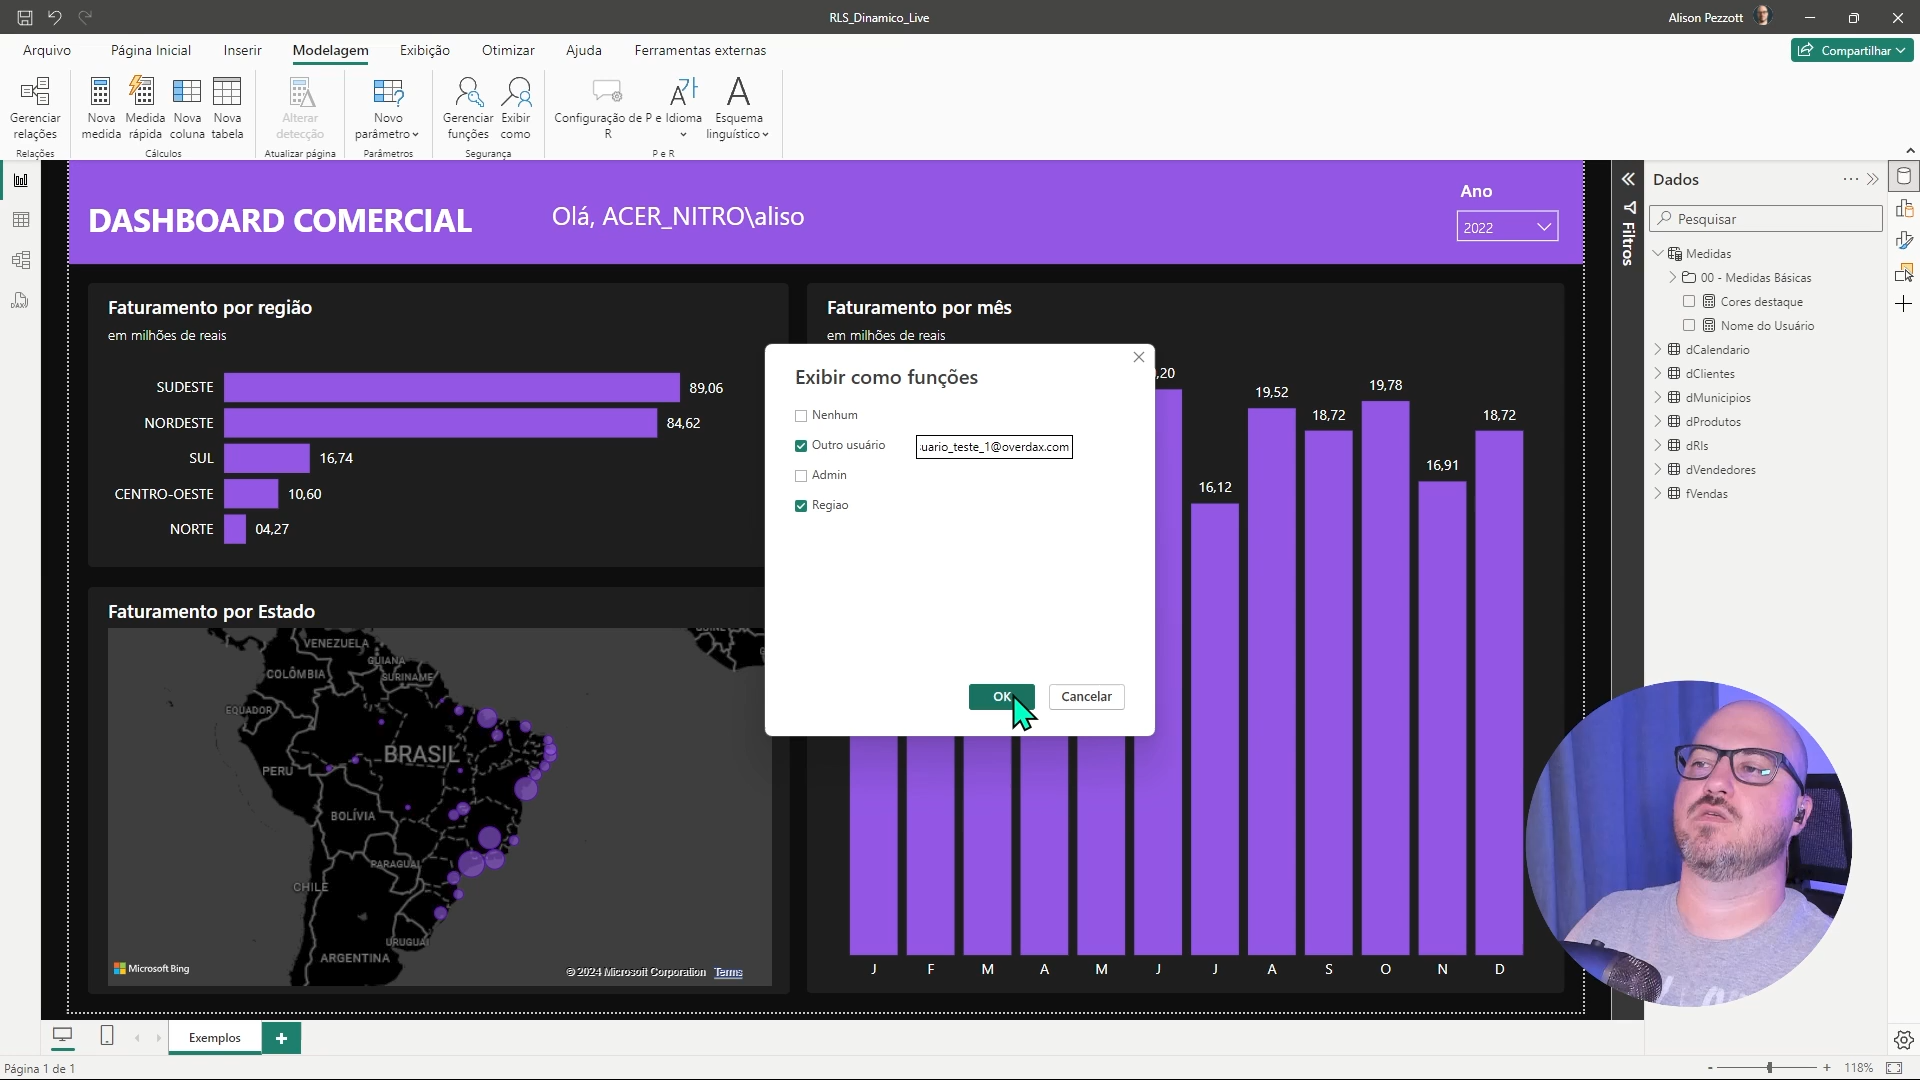 RLS_Dinamico_Live
Alison Pezzott
Arquivo
Página Inicial
Inserir
Modelagem
Exibição
Otimizar
Ajuda
Ferramentas externas
Compartilhar
Gerenciar
relações
Nova
medida
Medida
rápida
Nova
coluna
Nova
tabela
Alterar
detecção
Novo
parâmetro
Gerenciar
funções
Exibir
como
Configuração de P e
R
Idioma
Esquema
linguístico
Relações
Cálculos
Atualizar página
Parâmetros
Segurança
P e R
DASHBOARD COMERCIAL
Olá, ACER_NITRO\aliso
Ano
2022
Faturamento por região
em milhões de reais
SUDESTE 89,06
NORDESTE 84,62
SUL 16,74
CENTRO-OESTE 10,60
NORTE 04,27
Faturamento por mês
em milhões de reais
,20
16,12
19,52
18,72
19,78
16,91
18,72
J F M A M J J A S O N D
Exibir como funções
Nenhum
Outro usuário
uario_teste_1@overdax.com
Admin
Regiao
OK
Cancelar
Faturamento por Estado
VENEZUELA
GUIANA
COLÔMBIA
SURINAME
EQUADOR
BRASIL
PERU
BOLÍVIA
PARAGUAI
CHILE
URUGUAI
ARGENTINA
Microsoft Bing
© 2024 Microsoft Corporation Terms
Filtros
Dados
Pesquisar
Medidas
00 - Medidas Básicas
Cores destaque
Nome do Usuário
dCalendario
dClientes
dMunicipios
dProdutos
dRls
dVendedores
fVendas
DAX
Exemplos
Página 1 de 1
118%